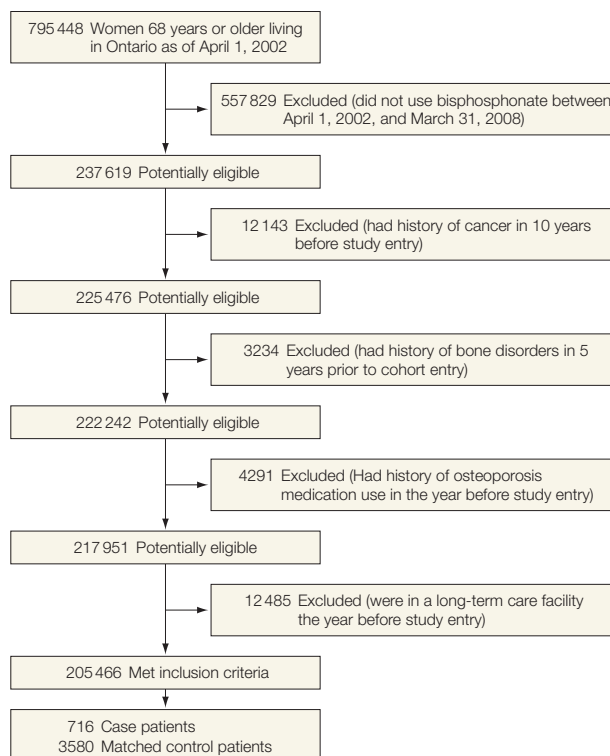 795 448 Women 68 years or older living
in Ontario as of April 1, 2002
557 829 Excluded (did not use bisphosphonate between
April 1, 2002, and March 31, 2008)
237 619 Potentially eligible
12 143 Excluded (had history of cancer in 10 years
before study entry)
225 476 Potentially eligible
3234 Excluded (had history of bone disorders in 5
years prior to cohort entry)
222 242 Potentially eligible
4291 Excluded (Had history of osteoporosis
medication use in the year before study entry)
217 951 Potentially eligible
12 485 Excluded (were in a long-term care facility
the year before study entry)
205 466 Met inclusion criteria
716 Case patients
3580 Matched control patients